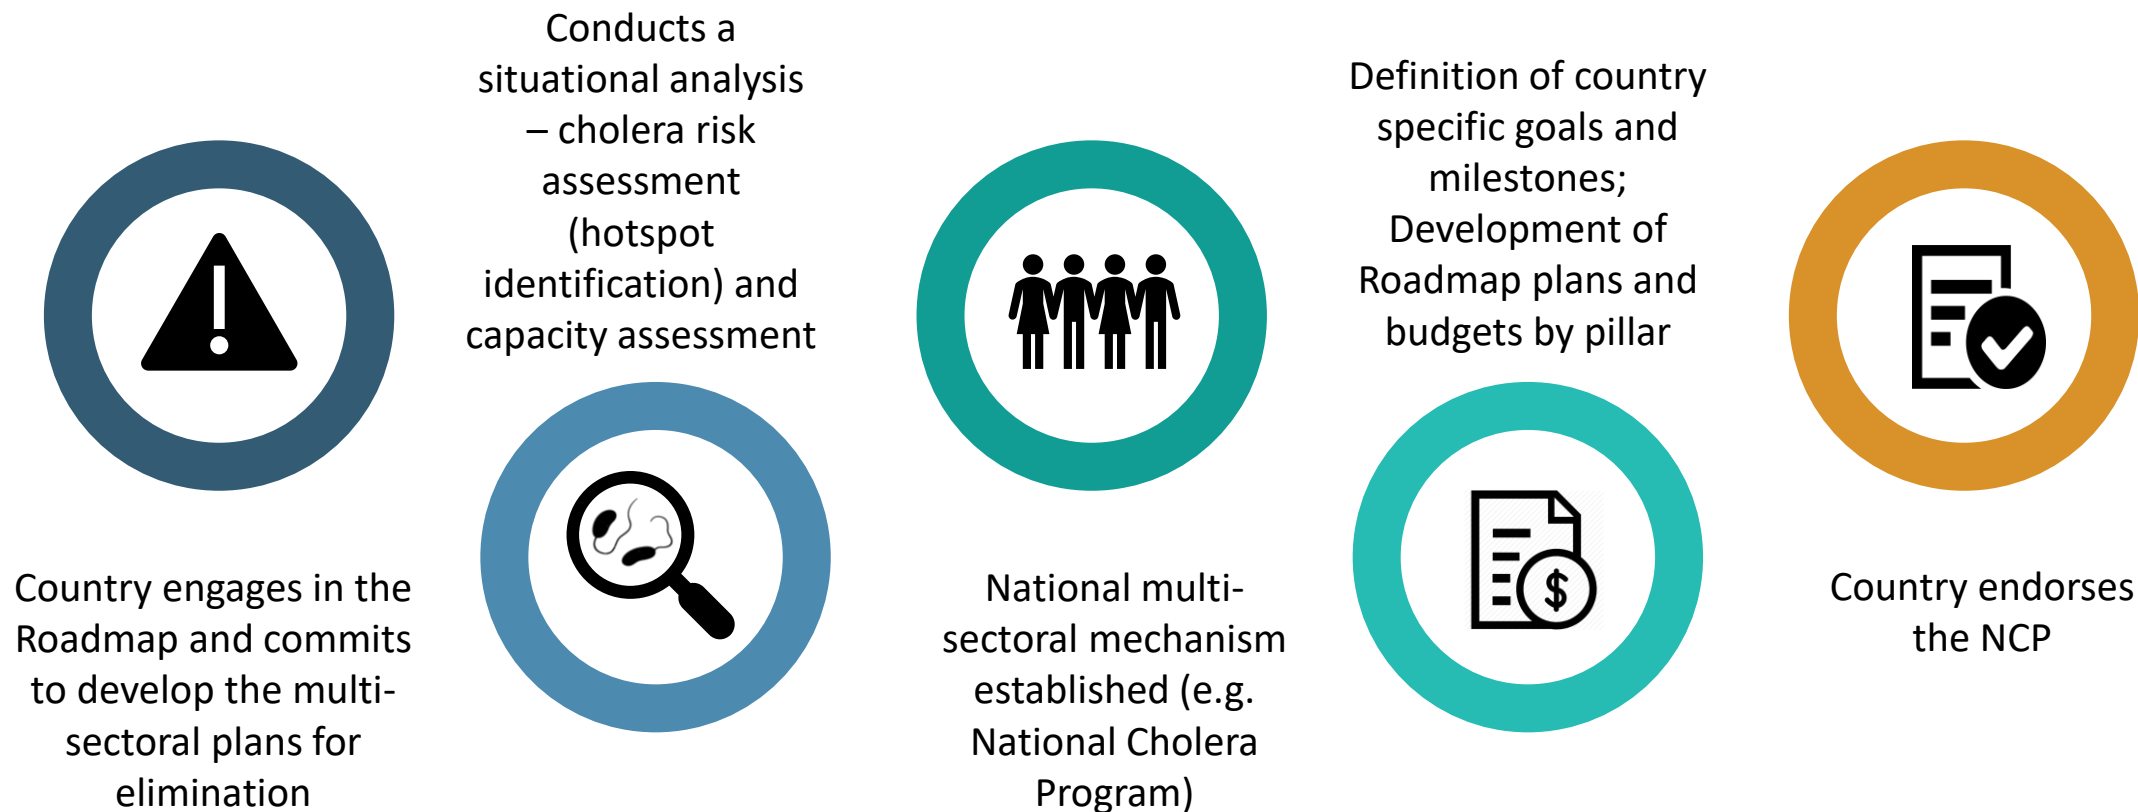 Country engages in the
Roadmap and commits
to develop the multi-
sectoral plans for
elimination
Conducts a
situational analysis
– cholera risk
assessment
(hotspot
identification) and
capacity assessment
National multi-
sectoral mechanism
established (e.g.
National Cholera
Program)
Definition of country
specific goals and
milestones;
Development of
Roadmap plans and
budgets by pillar
$
Country endorses
the NCP